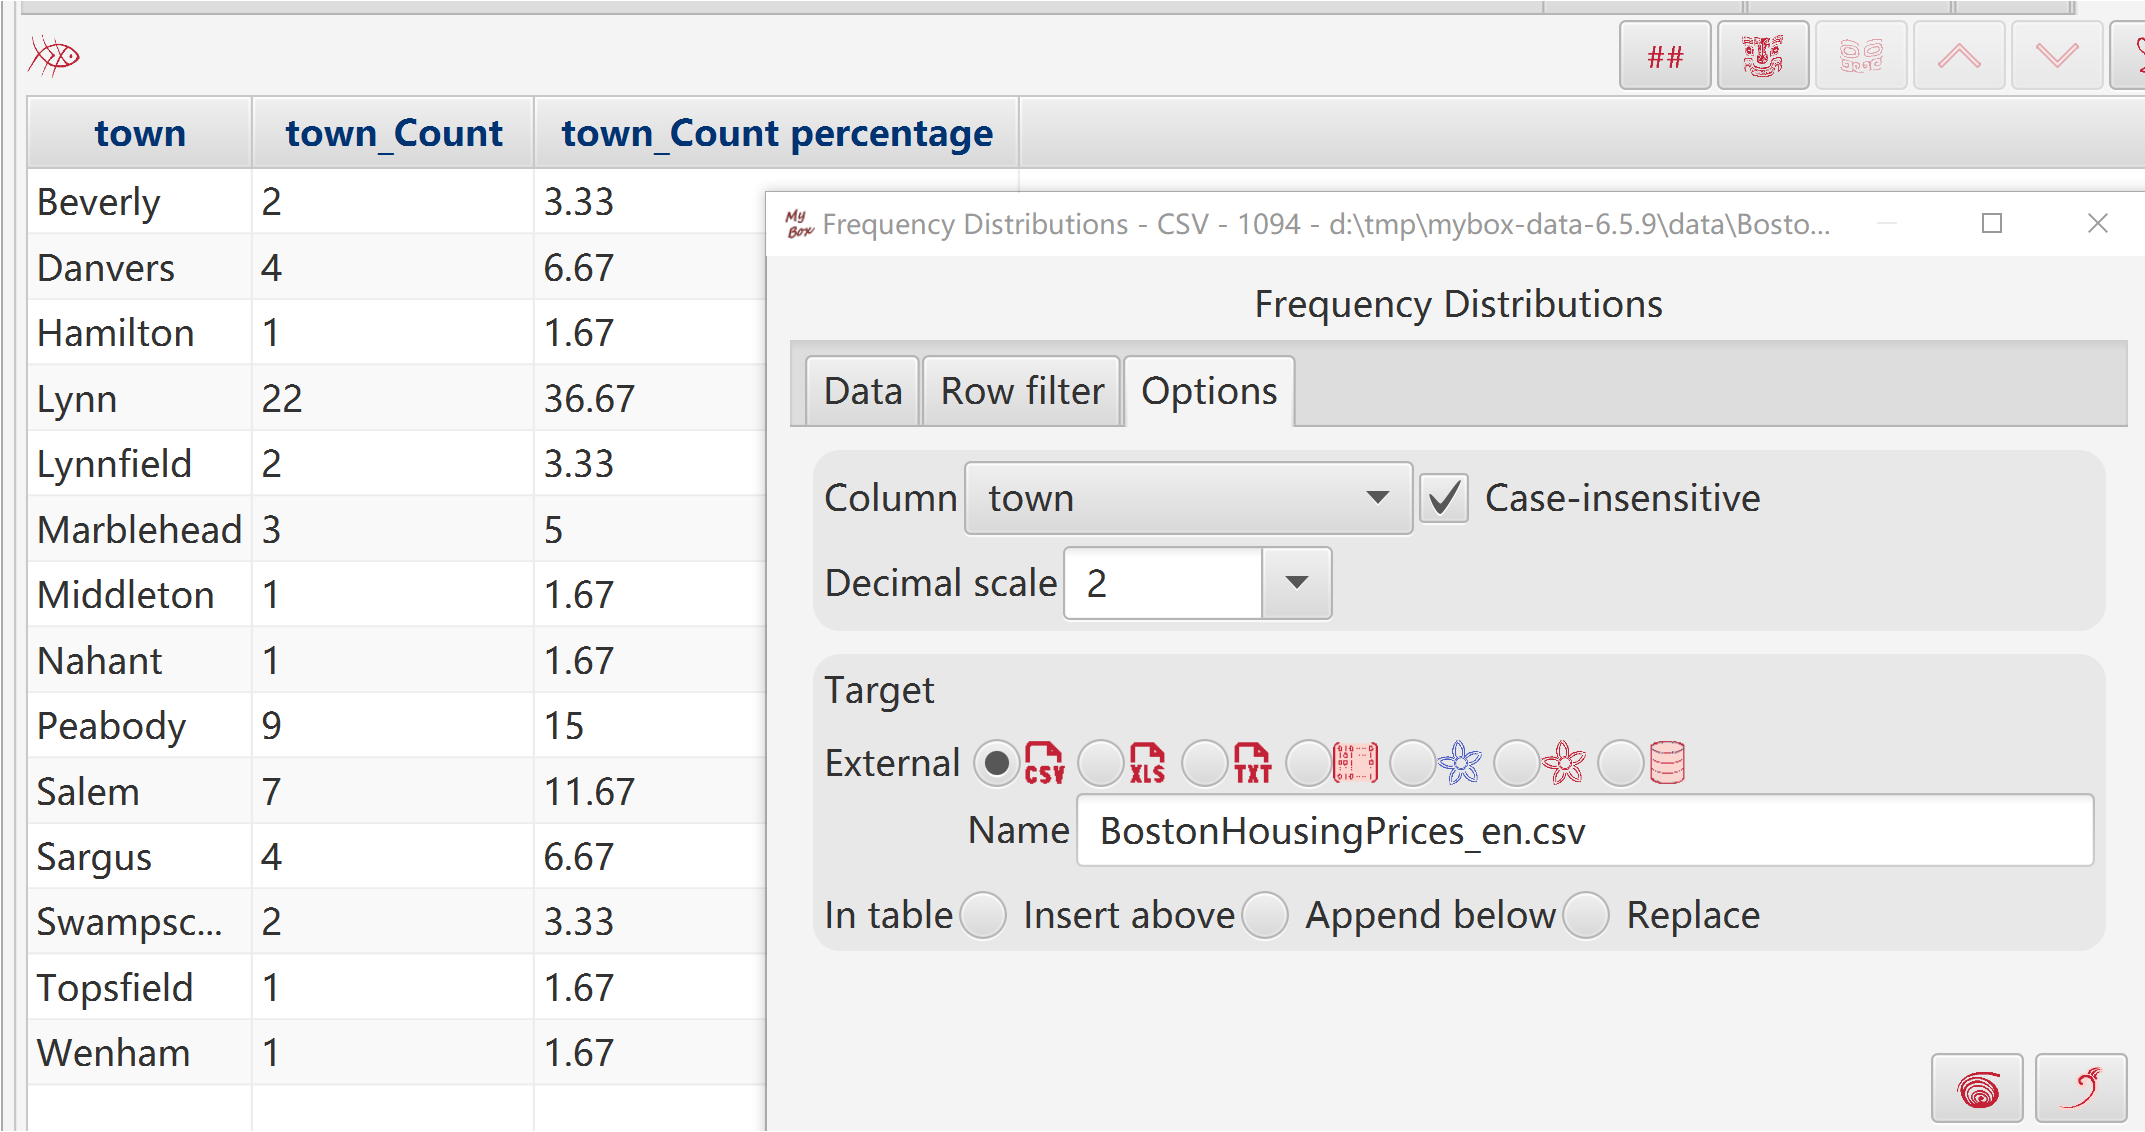 ##
town town_Count town_Count percentage
Beverly 2 3.33
Danvers 4 6.67
Hamilton 1 1.67
Lynn 22 36.67
Lynnfield 2 3.33
Marblehead 3 5
Middleton 1 1.67
Nahant 1 1.67
Peabody 9 15
Salem 7 11.67
Sargus 4 6.67
Swampsc... 2 3.33
Topsfield 1 1.67
Wenham 1 1.67
My Box Frequency Distributions - CSV - 1094 - d:\tmp\mybox-data-6.5.9\data\Bosto...
Frequency Distributions
Data Row filter Options
Column town Case-insensitive
Decimal scale 2
Target
External CSV XLS TXT
Name BostonHousingPrices_en.csv
In table Insert above Append below Replace